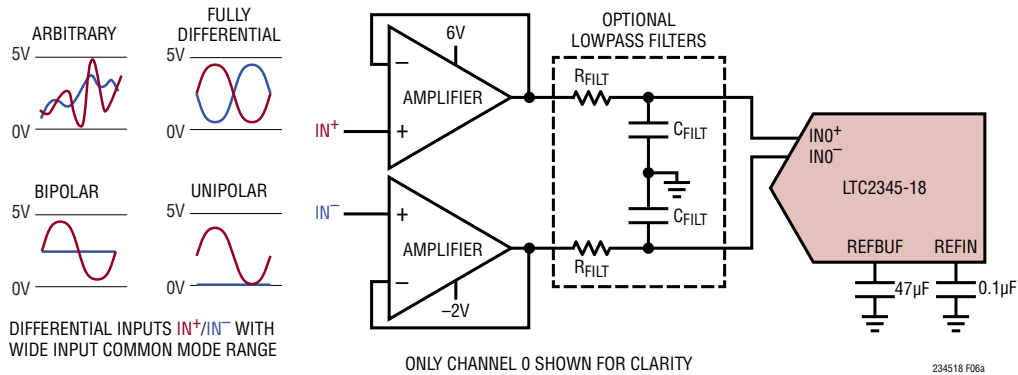 ARBITRARY
5V
0V
FULLY
DIFFERENTIAL
5V
0V
BIPOLAR
5V
0V
UNIPOLAR
5V
0V
DIFFERENTIAL INPUTS IN+/IN− WITH
WIDE INPUT COMMON MODE RANGE
6V
−
AMPLIFIER
+
IN+
IN−
+
AMPLIFIER
−
−2V
OPTIONAL
LOWPASS FILTERS
RFILT
CFILT
CFILT
RFILT
IN0+
IN0−
LTC2345-18
REFBUF REFIN
47µF
0.1µF
ONLY CHANNEL 0 SHOWN FOR CLARITY
234518 F06a